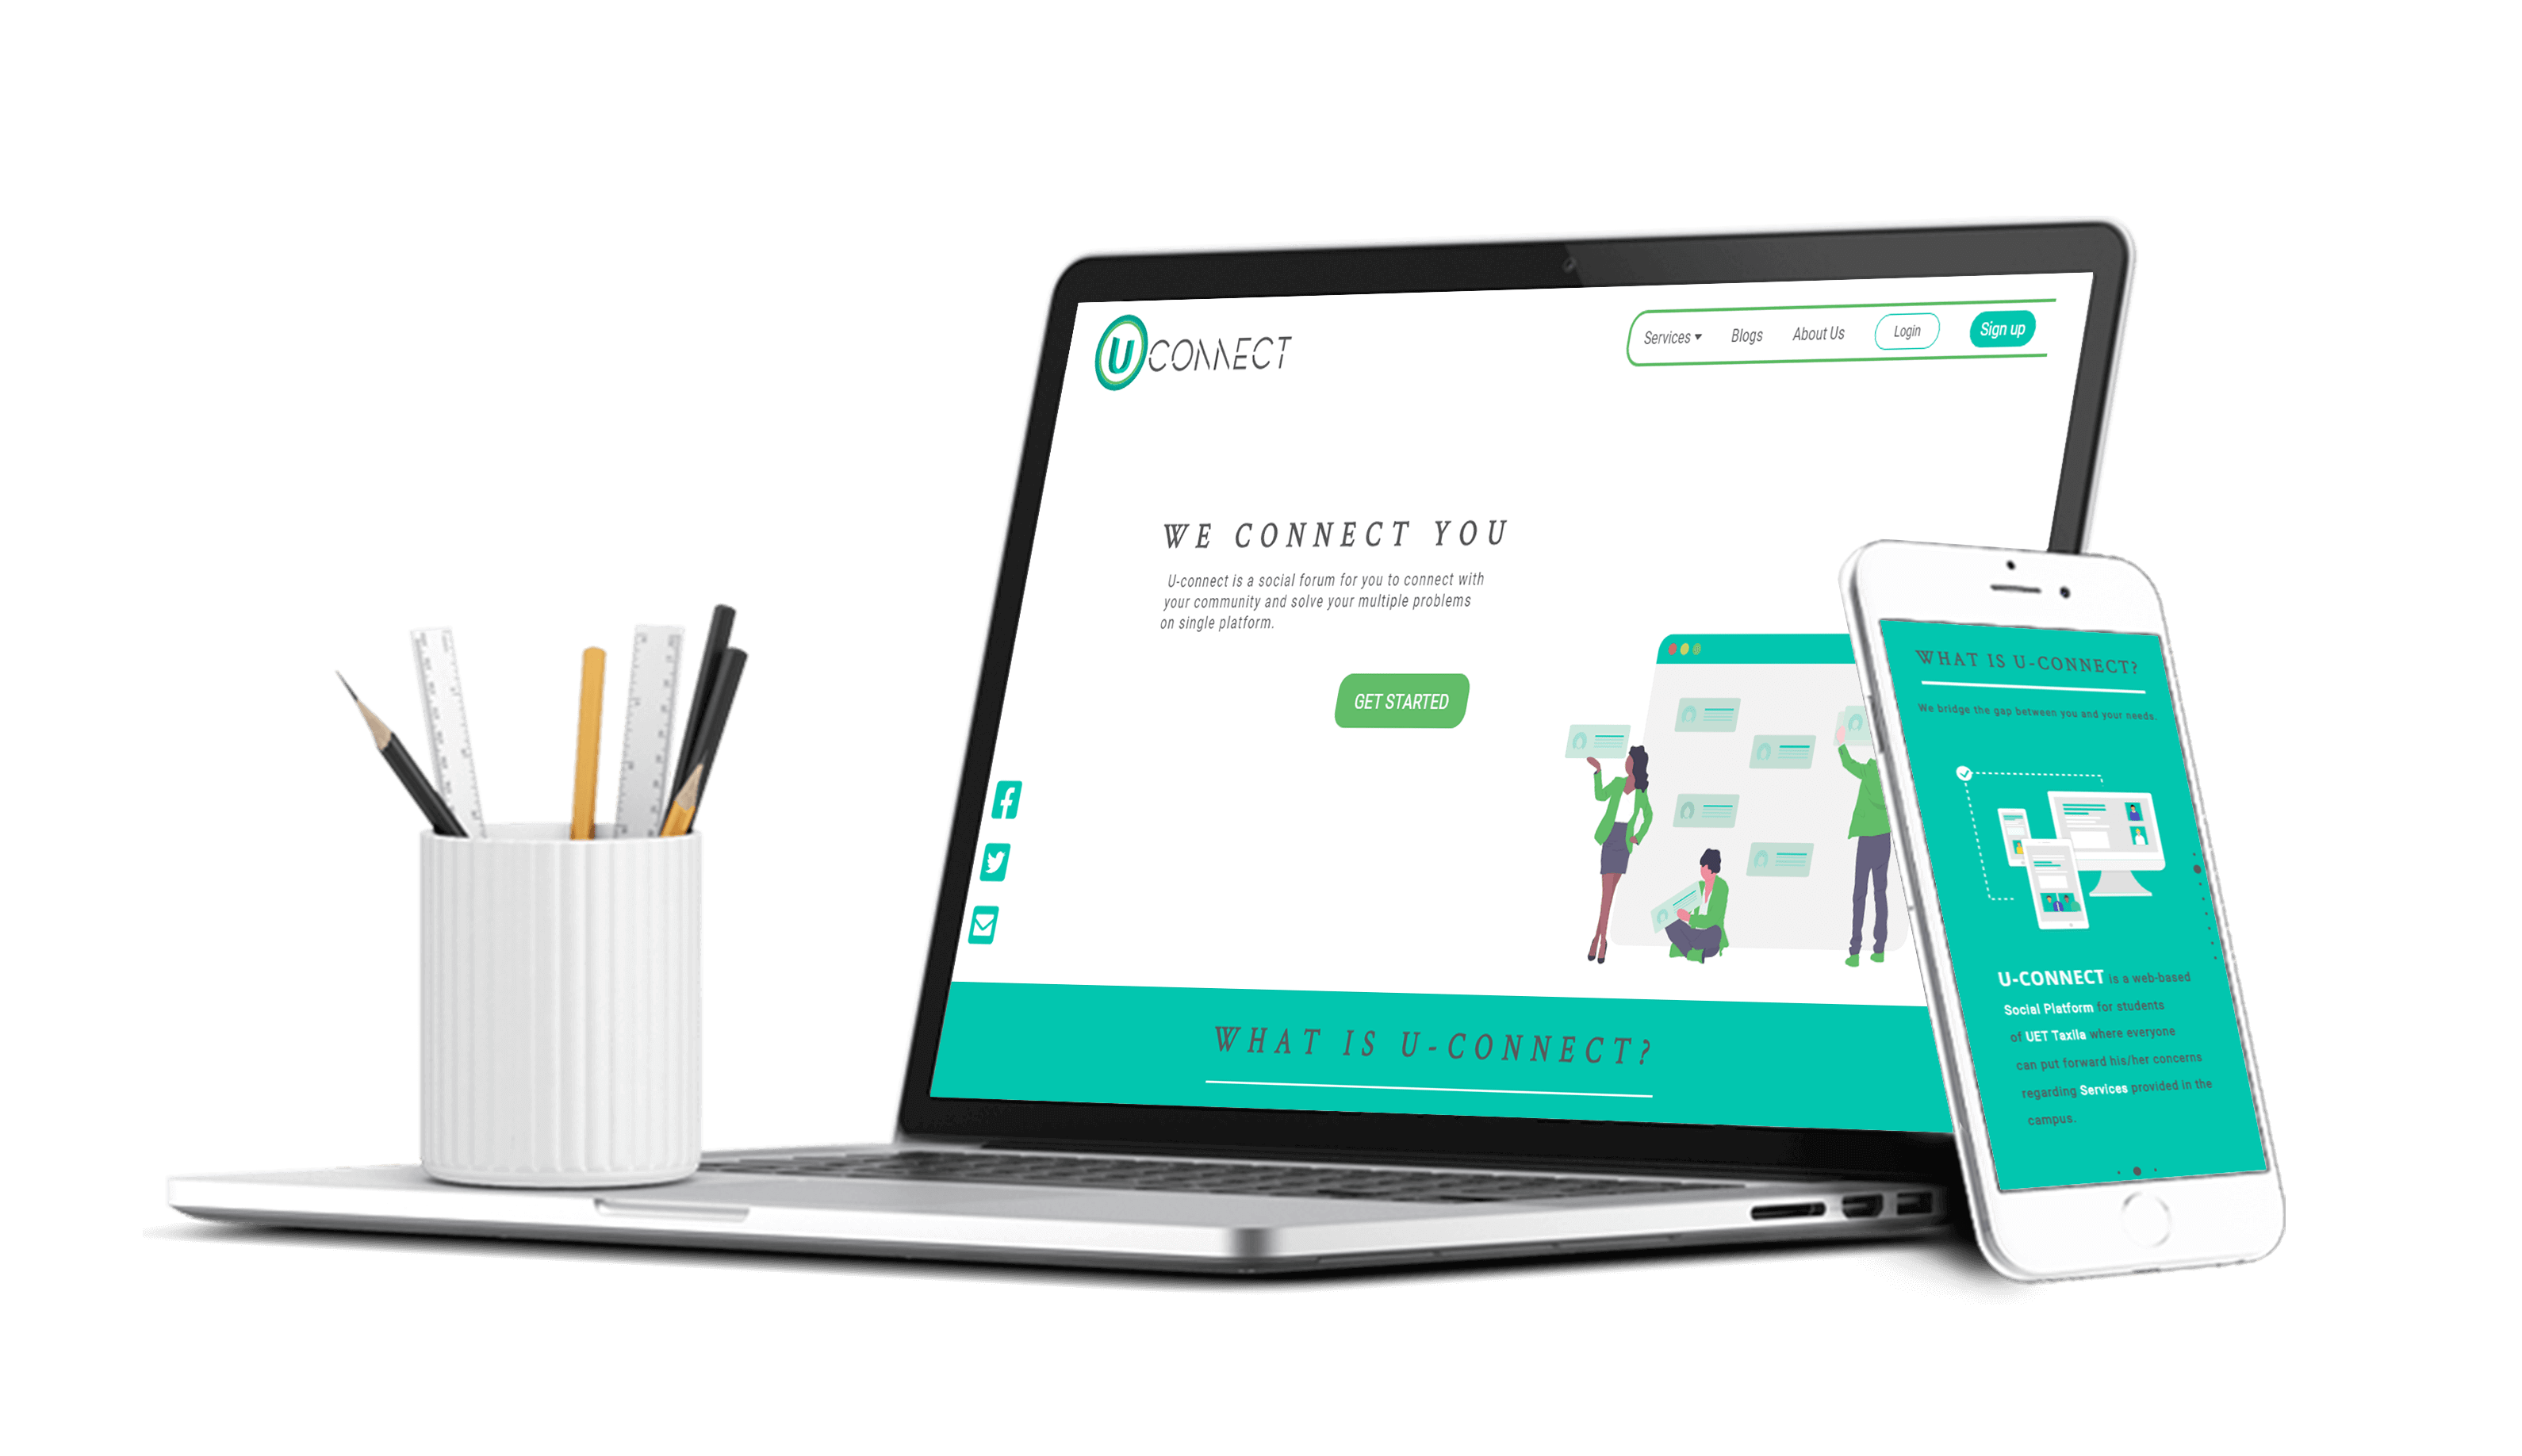 U CONNECT
Services Blogs About Us Login Sign up
WE CONNECT YOU
U-connect is a social forum for you to connect with
your community and solve your multiple problems
on single platform.
GET STARTED
WHAT IS U-CONNECT?
WHAT IS U-CONNECT?
We bridge the gap between you and your needs.
U-CONNECT is a web-based
Social Platform for students
of UET Taxila where everyone
can put forward his/her concerns
regarding Services provided in the
campus.